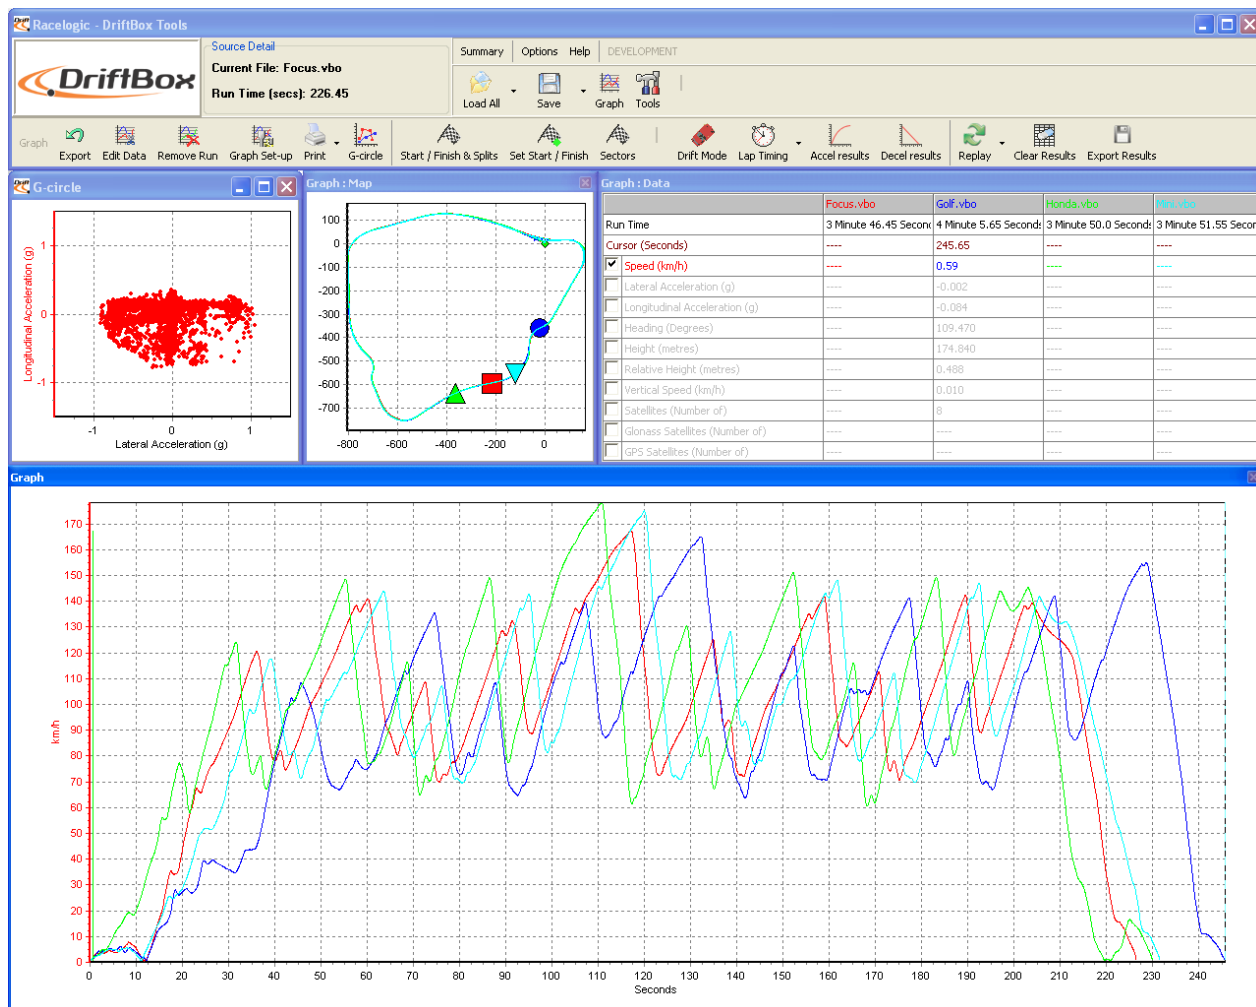 Racelogic - DriftBox Tools
DriftBox
Source Detail
Current File: Focus.vbo
Run Time (secs): 226.45
Summary Options Help DEVELOPMENT
Load All Save Graph Tools
Graph Export Edit Data Remove Run Graph Set-up Print G-circle Start / Finish & Splits Set Start / Finish Sectors Drift Mode Lap Timing Accel results Decel results Replay Clear Results Export Results
G-circle
Longitudinal Acceleration (g)
1
0
-1
-1 0 1
Lateral Acceleration (g)
Graph : Map
100
0
-100
-200
-300
-400
-500
-600
-700
-800 -600 -400 -200 0
Graph : Data
Focus.vbo Golf.vbo Honda.vbo Mini.vbo
Run Time 3 Minute 46.45 Second 4 Minute 5.65 Seconds 3 Minute 50.0 Seconds 3 Minute 51.55 Secon
Cursor (Seconds) ---- 245.65 ---- ----
Speed (km/h) ---- 0.59 ---- ----
Lateral Acceleration (g) ---- -0.002 ---- ----
Longitudinal Acceleration (g) ---- -0.084 ---- ----
Heading (Degrees) ---- 109.470 ---- ----
Height (metres) ---- 174.840 ---- ----
Relative Height (metres) ---- 0.488 ---- ----
Vertical Speed (km/h) ---- 0.010 ---- ----
Satellites (Number of) ---- 8 ---- ----
Glonass Satellites (Number of) ---- ---- ---- ----
GPS Satellites (Number of) ---- ---- ---- ----
Graph
km/h
170
160
150
140
130
120
110
100
90
80
70
60
50
40
30
20
10
0
0 10 20 30 40 50 60 70 80 90 100 110 120 130 140 150 160 170 180 190 200 210 220 230 240
Seconds